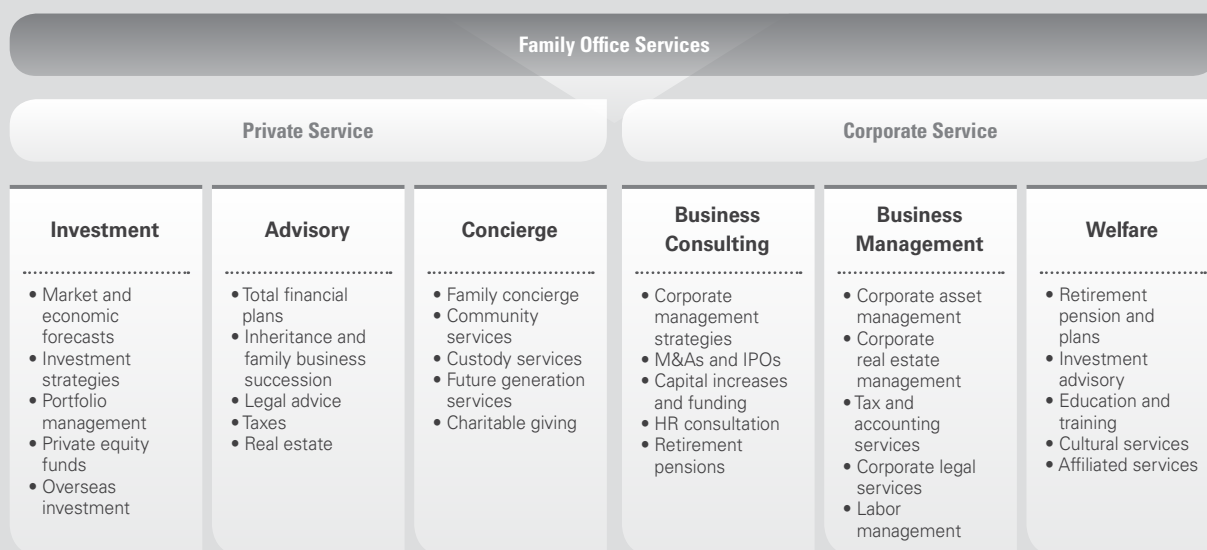 Family Office Services
Private Service
Corporate Service
Investment
• Market and
economic
forecasts
• Investment
strategies
• Portfolio
management
• Private equity
funds
• Overseas
investment
Advisory
• Total financial
plans
• Inheritance and
family business
succession
• Legal advice
• Taxes
• Real estate
Concierge
• Family concierge
• Community
services
• Custody services
• Future generation
services
• Charitable giving
Business
Consulting
• Corporate
management
strategies
• M&As and IPOs
• Capital increases
and funding
• HR consultation
• Retirement
pensions
Business
Management
• Corporate asset
management
• Corporate
real estate
management
• Tax and
accounting
services
• Corporate legal
services
• Labor
management
Welfare
• Retirement
pension and
plans
• Investment
advisory
• Education and
training
• Cultural services
• Affiliated services